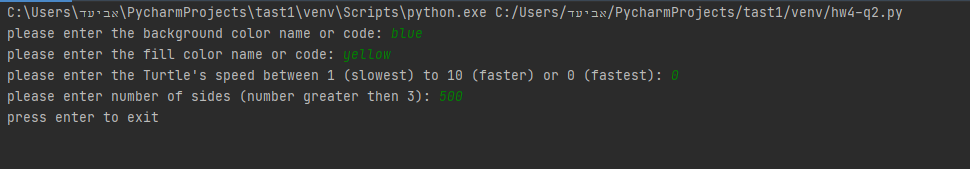 C:\Users\אביעד\PycharmProjects\tast1\venv\Scripts\python.exe C:/Users/אביעד/PycharmProjects/tast1/venv/hw4-q2.py
please enter the background color name or code: blue
please enter the fill color name or code: yellow
please enter the Turtle's speed between 1 (slowest) to 10 (faster) or 0 (fastest): 0
please enter number of sides (number greater then 3): 500
press enter to exit